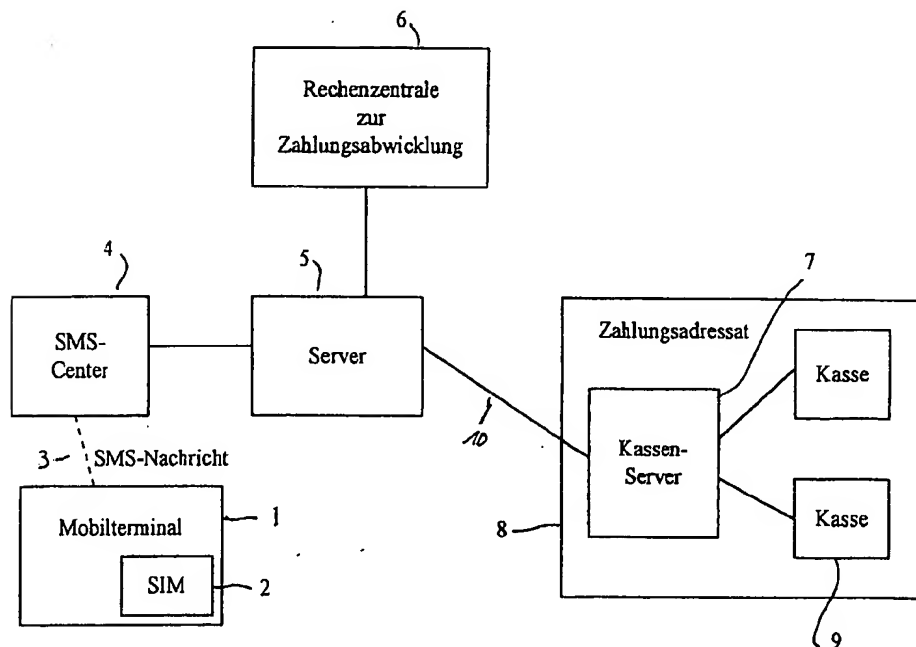 6
Rechenzentrale
zur
Zahlungsabwicklung
4
5
7
SMS-
Center
Server
Zahlungsadressat
Kasse
10
Kassen-
Server
3 SMS-Nachricht
Mobilterminal
1
8
Kasse
SIM
2
9